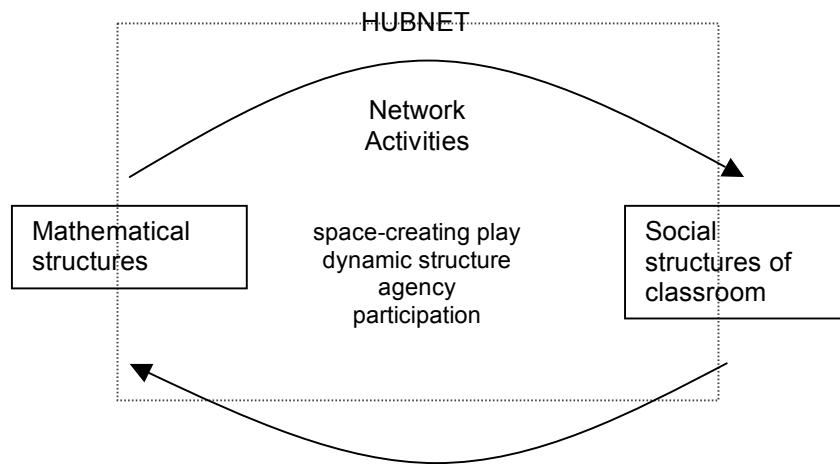 HUBNET
Network
Activities
Mathematical
structures
space-creating play
dynamic structure
agency
participation
Social
structures of
classroom